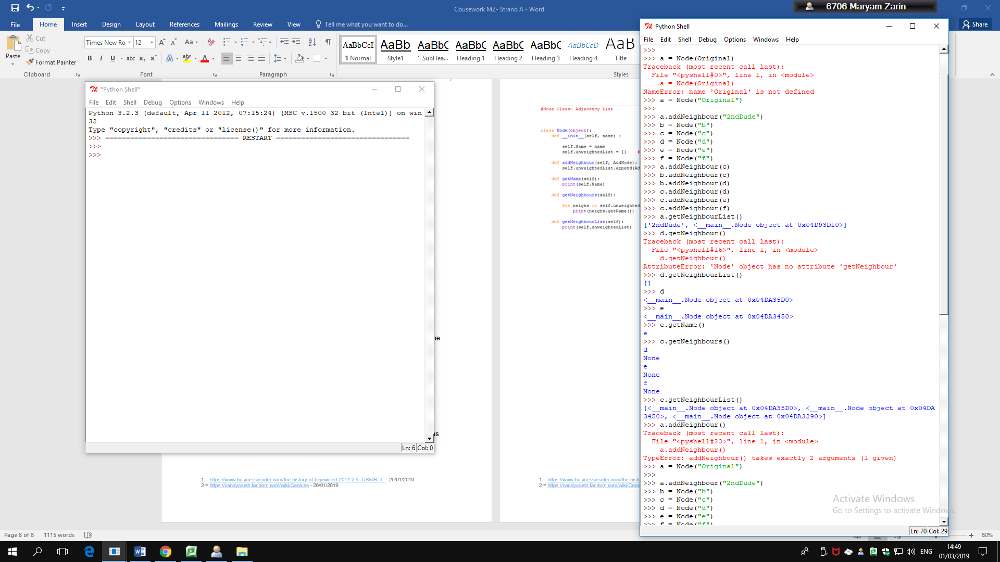 Cousework MZ- Strand A - Word
6706 Maryam Zarin
File Home Insert Design Layout References Mailings Review View Tell me what you want to do... Share
Paste
Cut
Copy
Format Painter
Times New Ro 12
AaBbCcI AaBb AaBbC AaBbC AaBbC AaBbC AaBbCcD AaB
¶ Normal Style1 ¶ SubHea... Heading 1 Heading 2 Heading 3 Heading 4 Title
Clipboard Font Paragraph Styles
*Python Shell*
File Edit Shell Debug Options Windows Help
Python 3.2.3 (default, Apr 11 2012, 07:15:24) [MSC v.1500 32 bit (Intel)] on win
32
Type "copyright", "credits" or "license()" for more information.
>>> ================================ RESTART ================================
>>>
>>>
Ln: 6 Col: 0
1 = https://www.businessinsider.com/the-history-of-bejeweled-2014-2?r=US&IR=T - 26/01/2019
2 = https://candycrush.fandom.com/wiki/Candies - 26/01/2019
#Node Class- Adjacency List
class Node(object):
def __init__(self, name) :
self.Name = name
self.unweightedList = [] #
def addNeighbour(self, AddNode):
self.unweightedList.append(Ad
def getName(self):
print(self.Name)
def getNeighbours(self):
for neighs in self.unweighted
print(neighs.getName())
def getNeighbourList(self):
print(self.unweightedList)
1 = https://www.businessinsider.com/the-hist
2 = https://candycrush.fandom.com/wiki/Cand
Python Shell
File Edit Shell Debug Options Windows Help
>>>
>>> a = Node(Original)
Traceback (most recent call last):
File "<pyshell#0>", line 1, in <module>
a = Node(Original)
NameError: name 'Original' is not defined
>>> a = Node("Original")
>>>
>>> a.addNeighbour("2ndDude")
>>> b = Node("b")
>>> c = Node("c")
>>> d = Node("d")
>>> e = Node("e")
>>> f = Node("f")
>>> a.addNeighbour(c)
>>> b.addNeighbour(c)
>>> b.addNeighbour(d)
>>> c.addNeighbour(d)
>>> c.addNeighbour(e)
>>> c.addNeighbour(f)
>>> a.getNeighbourList()
['2ndDude', <__main__.Node object at 0x04D93D10>]
>>> d.getNeighbour()
Traceback (most recent call last):
File "<pyshell#16>", line 1, in <module>
d.getNeighbour()
AttributeError: 'Node' object has no attribute 'getNeighbour'
>>> d.getNeighbourList()
[]
>>> d
<__main__.Node object at 0x04DA35D0>
>>> e
<__main__.Node object at 0x04DA3450>
>>> e.getName()
e
>>> c.getNeighbours()
d
None
e
None
f
None
>>> c.getNeighbourList()
[<__main__.Node object at 0x04DA35D0>, <__main__.Node object at 0x04DA
3450>, <__main__.Node object at 0x04DA3290>]
>>> a.addNeighbour()
Traceback (most recent call last):
File "<pyshell#23>", line 1, in <module>
a.addNeighbour()
TypeError: addNeighbour() takes exactly 2 arguments (1 given)
>>> a = Node("Original")
>>>
>>> a.addNeighbour("2ndDude")
>>> b = Node("b")
>>> c = Node("c")
>>> d = Node("d")
>>> e = Node("e")
>>> f = Node("f")
Ln: 70 Col: 29
Activate Windows
Go to Settings to activate Windows.
Page 8 of 8 1115 words 80%
ENG 14:49
01/03/2019